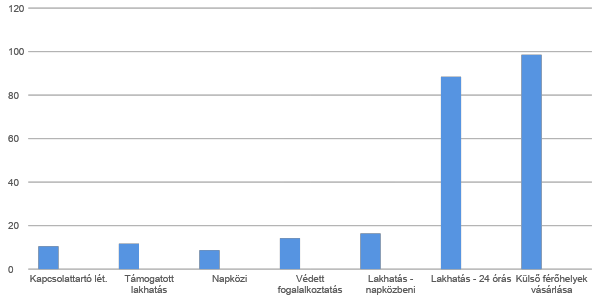 120
100
80
60
40
20
0
Kapcsolattartó lét.
Támogatott
lakhatás
Napközi
Védett
fogalalkoztatás
Lakhatás -
napközbeni
Lakhatás - 24 órás
Külső férőhelyek
vásárlása